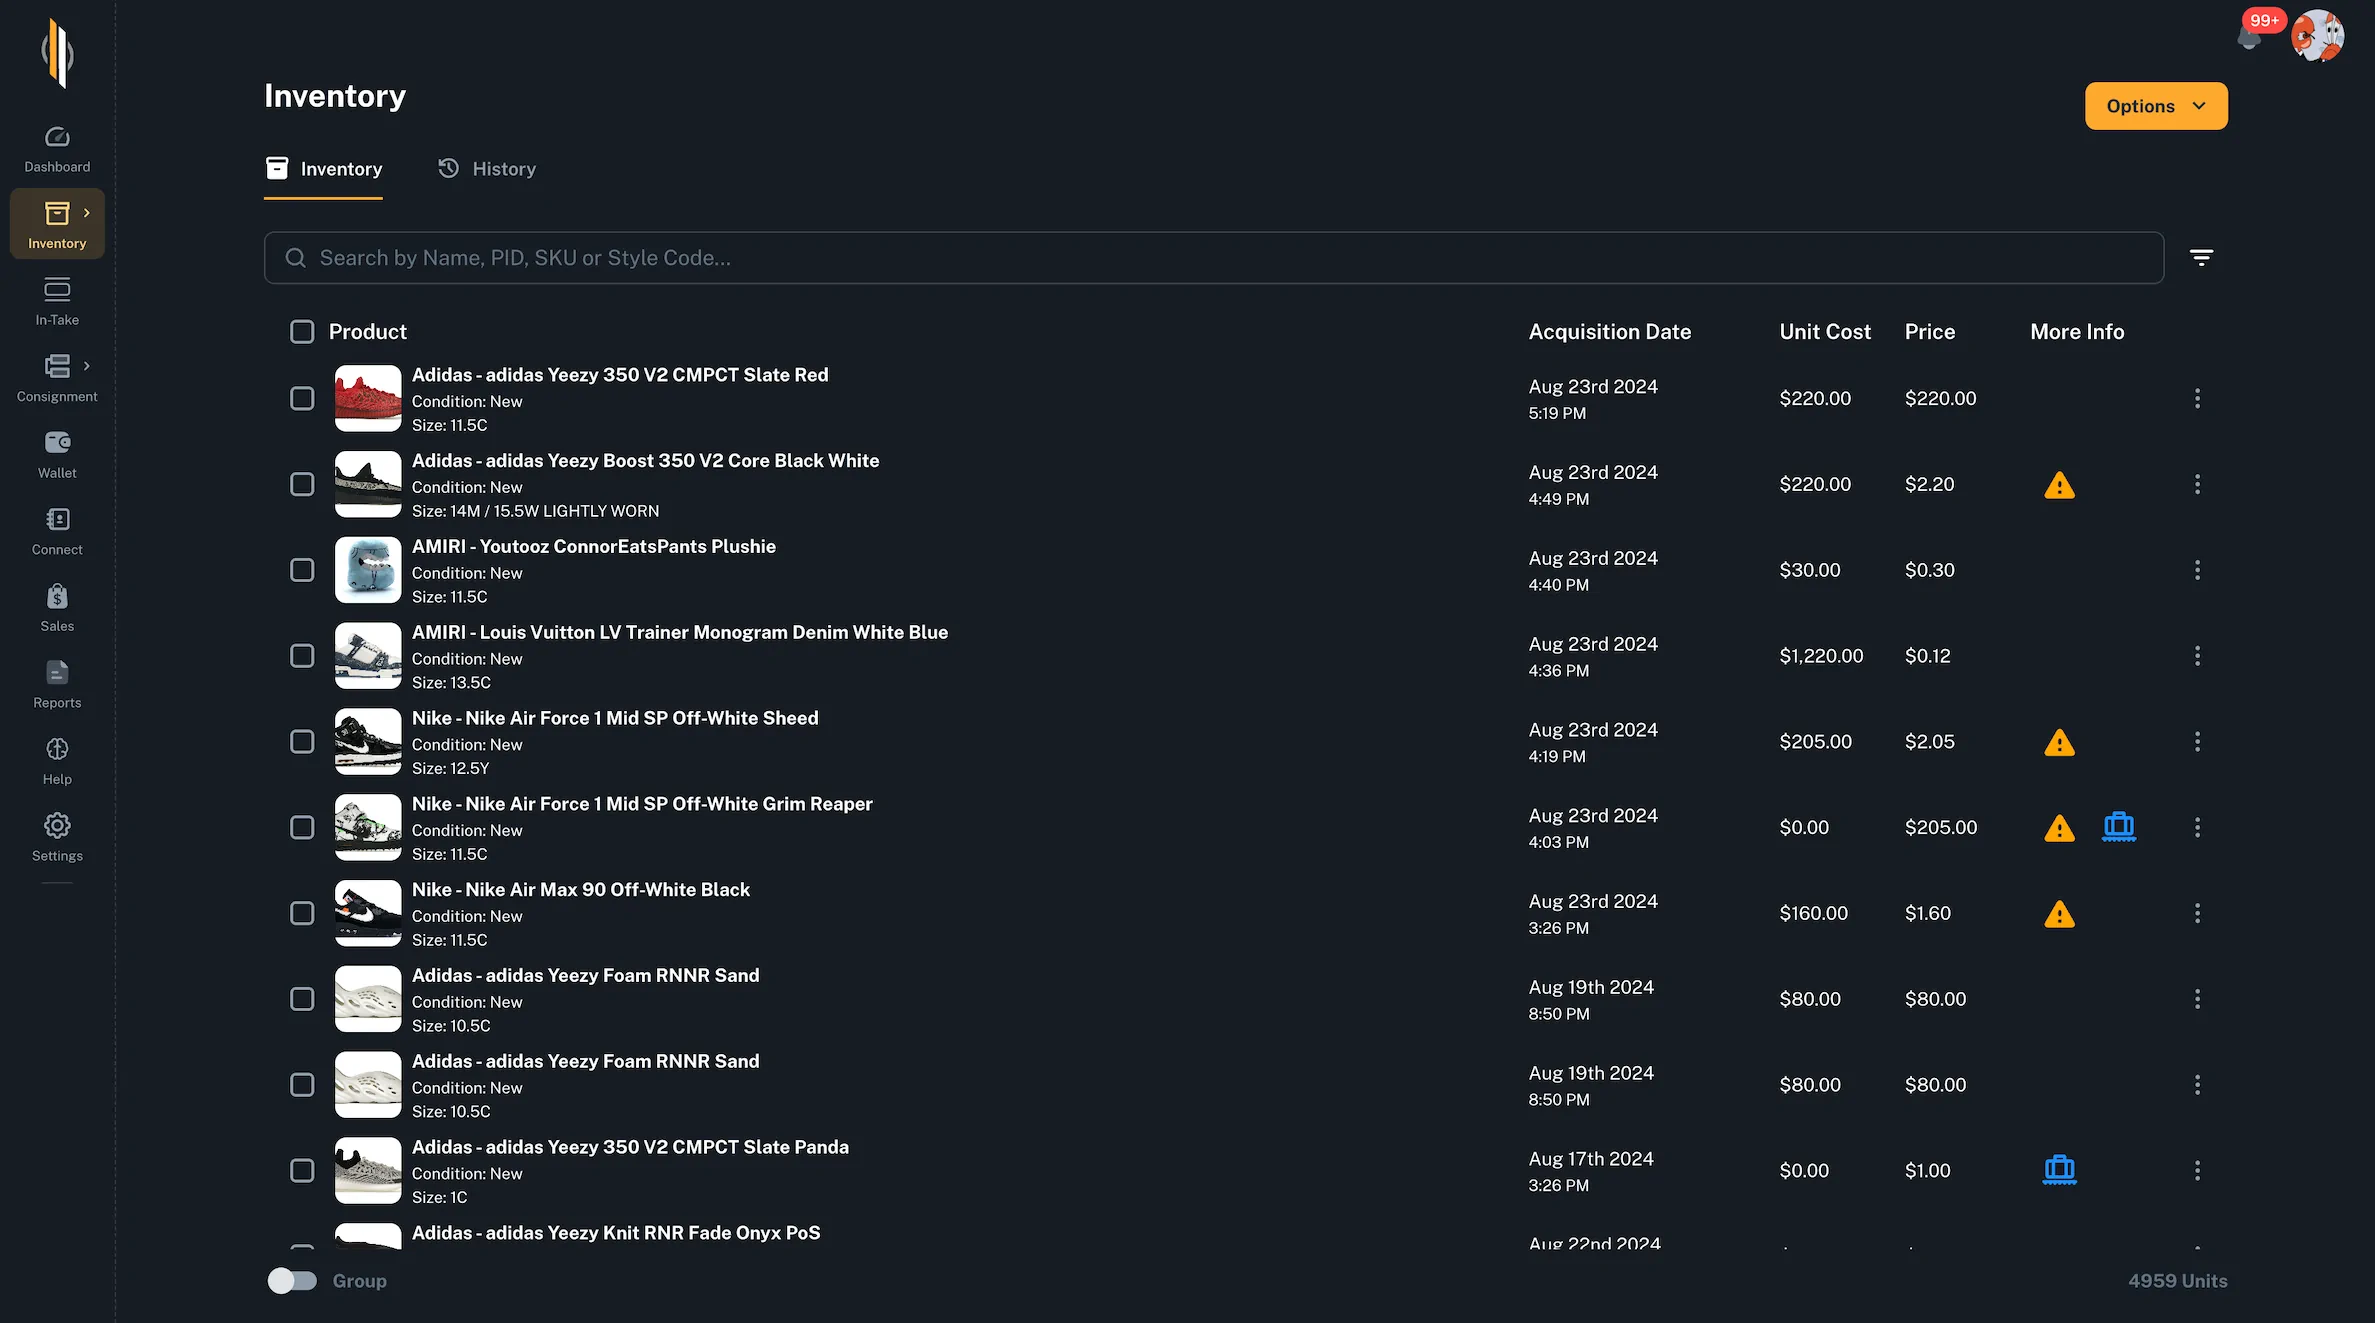 99+
Inventory
Options
Dashboard
Inventory
In-Take
Consignment
Wallet
Connect
Sales
Reports
Help
Settings
Inventory
History
Search by Name, PID, SKU or Style Code...
Product Acquisition Date Unit Cost Price More Info
Adidas - adidas Yeezy 350 V2 CMPCT Slate Red
Condition: New
Size: 11.5C
Aug 23rd 2024
5:19 PM
$220.00 $220.00
Adidas - adidas Yeezy Boost 350 V2 Core Black White
Condition: New
Size: 14M / 15.5W LIGHTLY WORN
Aug 23rd 2024
4:49 PM
$220.00 $2.20
AMIRI - Youtooz ConnorEatsPants Plushie
Condition: New
Size: 11.5C
Aug 23rd 2024
4:40 PM
$30.00 $0.30
AMIRI - Louis Vuitton LV Trainer Monogram Denim White Blue
Condition: New
Size: 13.5C
Aug 23rd 2024
4:36 PM
$1,220.00 $0.12
Nike - Nike Air Force 1 Mid SP Off-White Sheed
Condition: New
Size: 12.5Y
Aug 23rd 2024
4:19 PM
$205.00 $2.05
Nike - Nike Air Force 1 Mid SP Off-White Grim Reaper
Condition: New
Size: 11.5C
Aug 23rd 2024
4:03 PM
$0.00 $205.00
Nike - Nike Air Max 90 Off-White Black
Condition: New
Size: 11.5C
Aug 23rd 2024
3:26 PM
$160.00 $1.60
Adidas - adidas Yeezy Foam RNNR Sand
Condition: New
Size: 10.5C
Aug 19th 2024
8:50 PM
$80.00 $80.00
Adidas - adidas Yeezy Foam RNNR Sand
Condition: New
Size: 10.5C
Aug 19th 2024
8:50 PM
$80.00 $80.00
Adidas - adidas Yeezy 350 V2 CMPCT Slate Panda
Condition: New
Size: 1C
Aug 17th 2024
3:26 PM
$0.00 $1.00
Adidas - adidas Yeezy Knit RNR Fade Onyx PoS
Aug 22nd 2024
Group
4959 Units